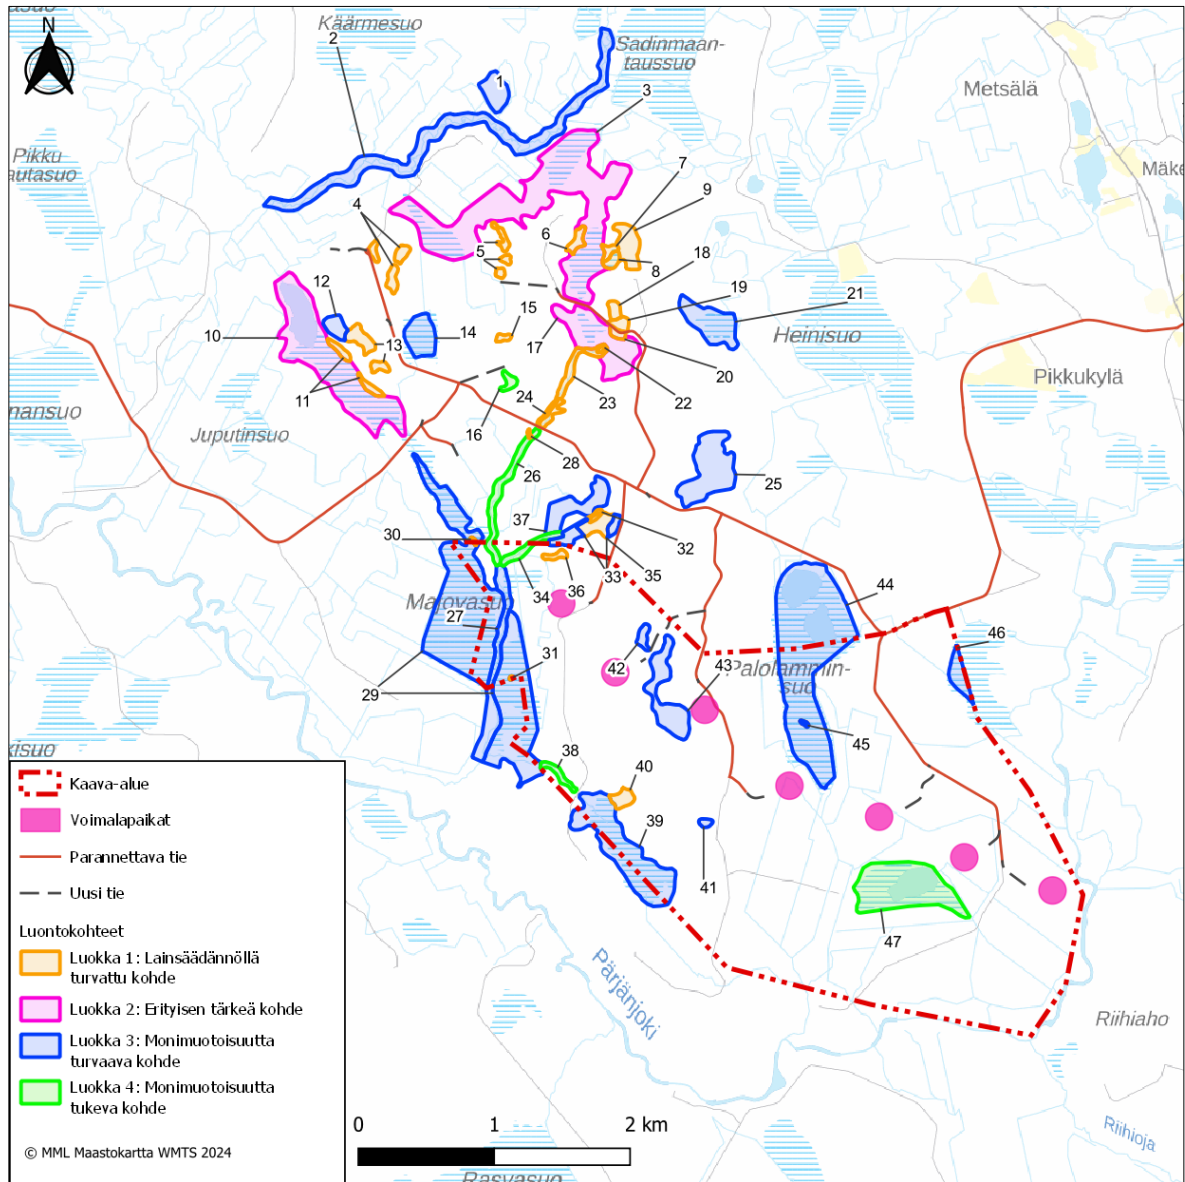 N
Käärmesuo
2
1
Sadinmaan-
taussuo
3
Metsälä
Pikku
autasuo
7
9
4
6
5
8
18
19
21
12
10
15
14
17
Heinisuo
13
20
Pikkukylä
11
24
23
22
nansuo
Juputinsuo
16
28
26
25
37
30
32
33
35
36
34
Majovasuo
27
44
42
43
46
31
29
Palolammin-
suo
45
38
40
39
41
47
Pärjänjoki
Riihiaho
Riihioja
Rasvasuo
Kaava-alue
Voimalapaikat
Parannettava tie
Uusi tie
Luontokohteet
Luokka 1: Lainsäädännöllä
turvattu kohde
Luokka 2: Erityisen tärkeä kohde
Luokka 3: Monimuotoisuutta
turvaava kohde
Luokka 4: Monimuotoisuutta
tukeva kohde
© MML Maastokartta WMTS 2024
0 1 2 km